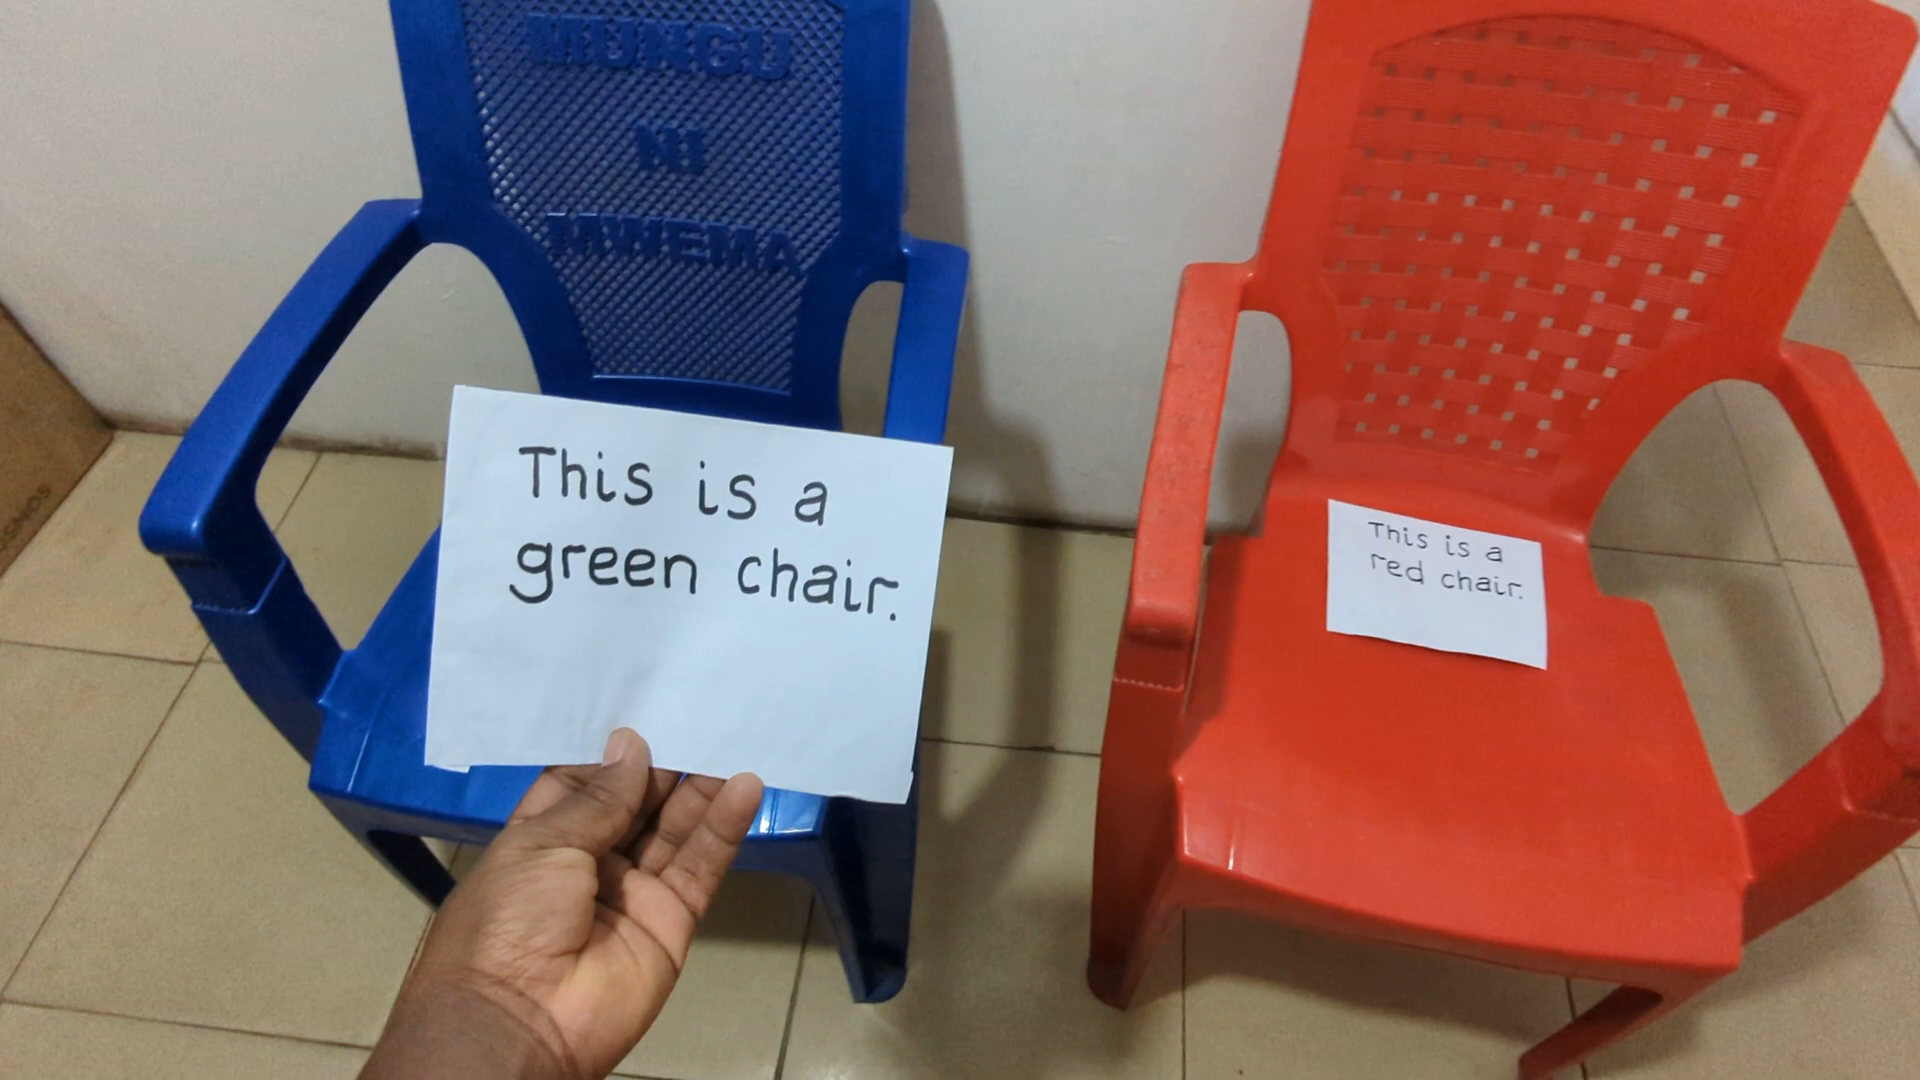 MUNGU
NI
MWEMA
This is a
green chair.
This is a
red chair.